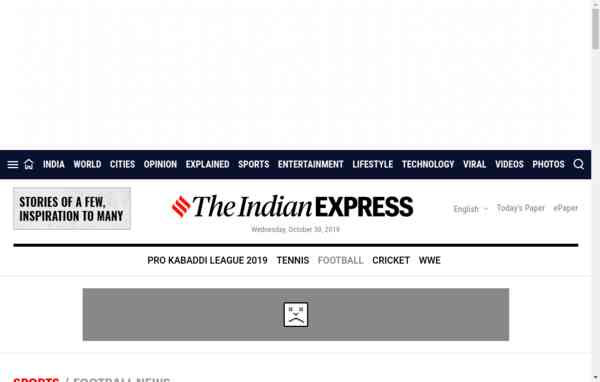 INDIA WORLD CITIES OPINION EXPLAINED SPORTS ENTERTAINMENT LIFESTYLE TECHNOLOGY VIRAL VIDEOS PHOTOS
STORIES OF A FEW,
INSPIRATION TO MANY
The Indian EXPRESS
English Today's Paper ePaper
Wednesday, October 30, 2019
PRO KABADDI LEAGUE 2019 TENNIS FOOTBALL CRICKET WWE
SPORTS / FOOTBALL NEWS